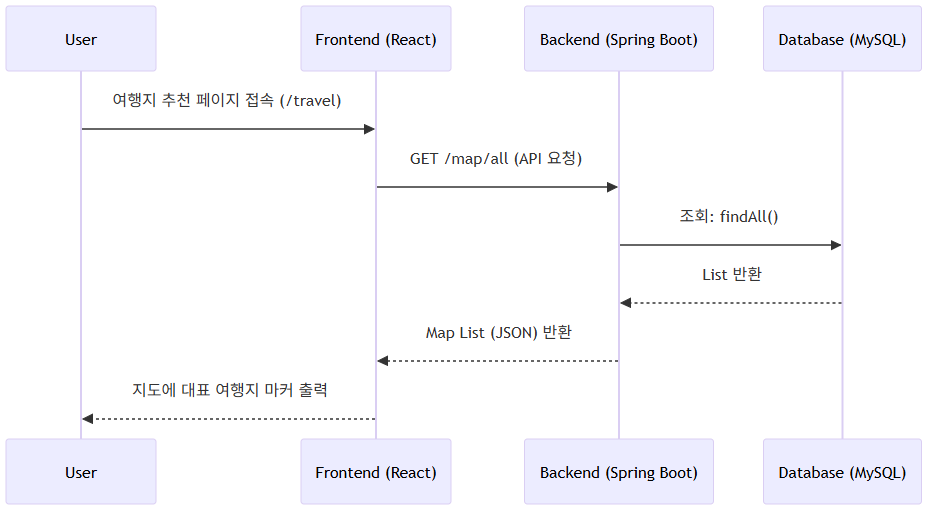 User
Frontend (React)
Backend (Spring Boot)
Database (MySQL)
여행지 추천 페이지 접속 (/travel)
GET /map/all (API 요청)
조회: findAll()
List 반환
Map List (JSON) 반환
지도에 대표 여행지 마커 출력
User
Frontend (React)
Backend (Spring Boot)
Database (MySQL)